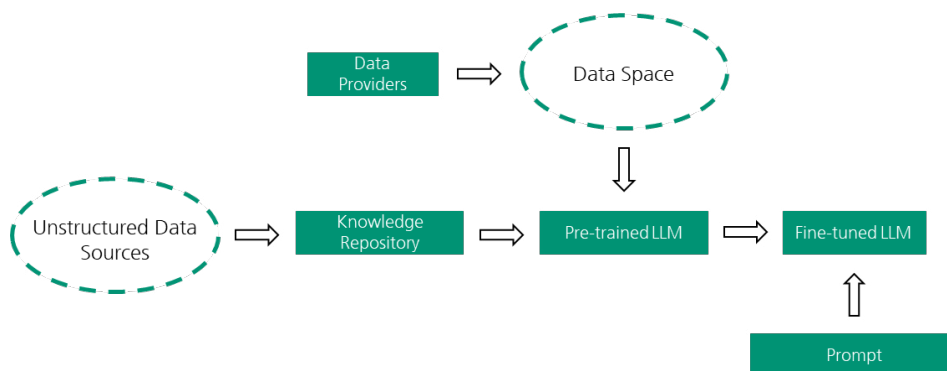 Data
Providers
Data Space
Unstructured Data
Sources
Knowledge
Repository
Pre-trained LLM
Fine-tuned LLM
Prompt